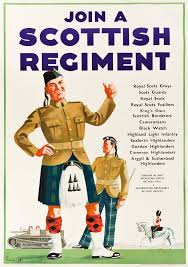 JOIN A
SCOTTISH
REGIMENT
Royal Scots Greys
Scots Guards
Royal Scots
Royal Scots Fusiliers
King's Own
Scottish Borderers
Cameronians
Black Watch
Highland Light Infantry
Seaforth Highlanders
Gordon Highlanders
Cameron Highlanders
Argyll & Sutherland
Highlanders